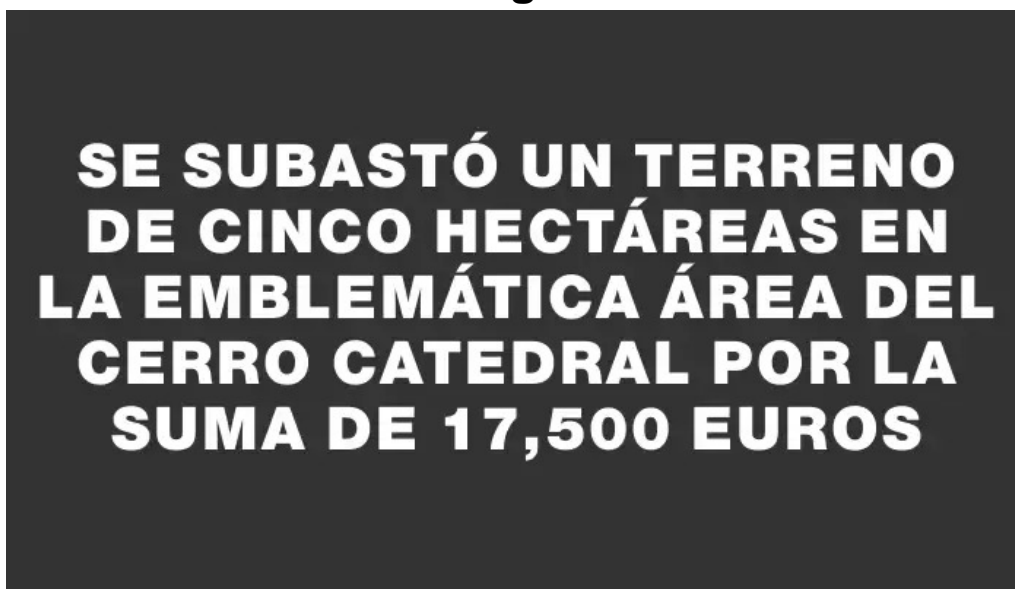 SE SUBASTÓ UN TERRENO
DE CINCO HECTÁREAS EN
LA EMBLEMÁTICA ÁREA DEL
CERRO CATEDRAL POR LA
SUMA DE 17,500 EUROS